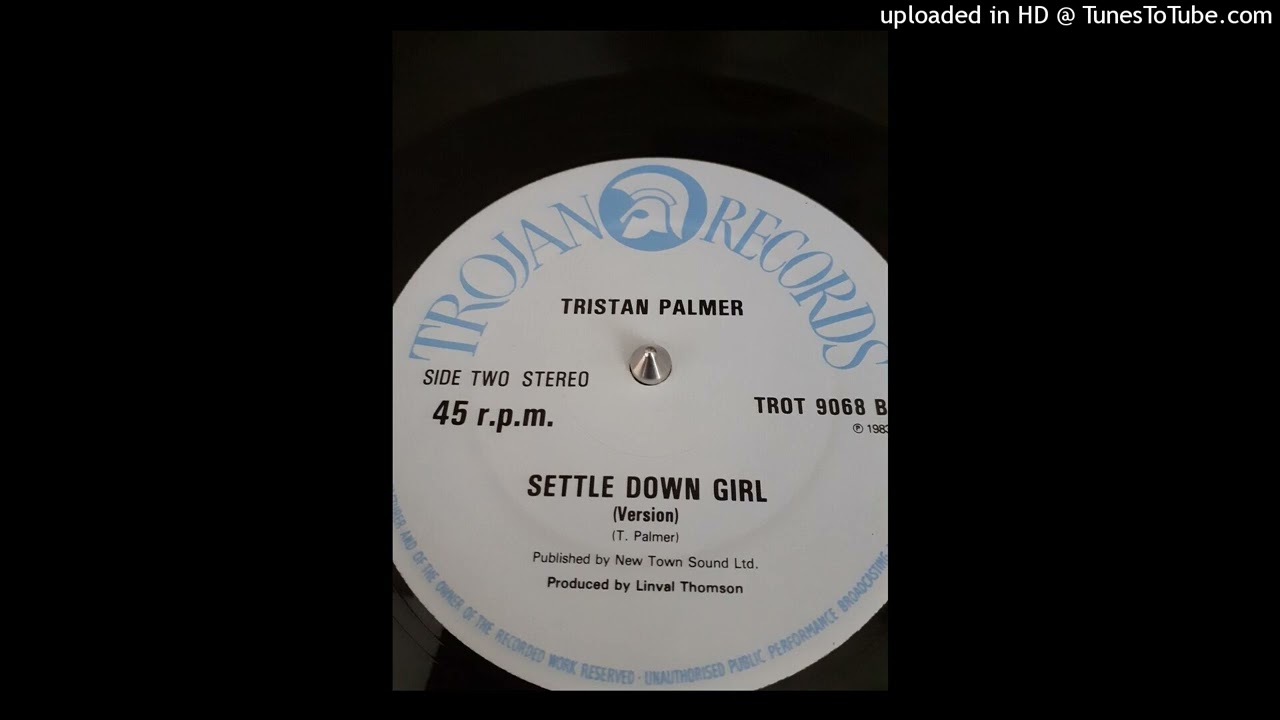 uploaded in HD @ TunesToTube.com
TROJAN RECORDS
TRISTAN PALMER
SIDE TWO STEREO
45 r.p.m.
TROT 9068 B
℗ 1983
SETTLE DOWN GIRL
(Version)
(T. Palmer)
Published by New Town Sound Ltd.
Produced by Linval Thomson
AND OF THE OWNER OF THE RECORDED WORK RESERVED · UNAUTHORISED PUBLIC PERFORMANCE BROADCASTING